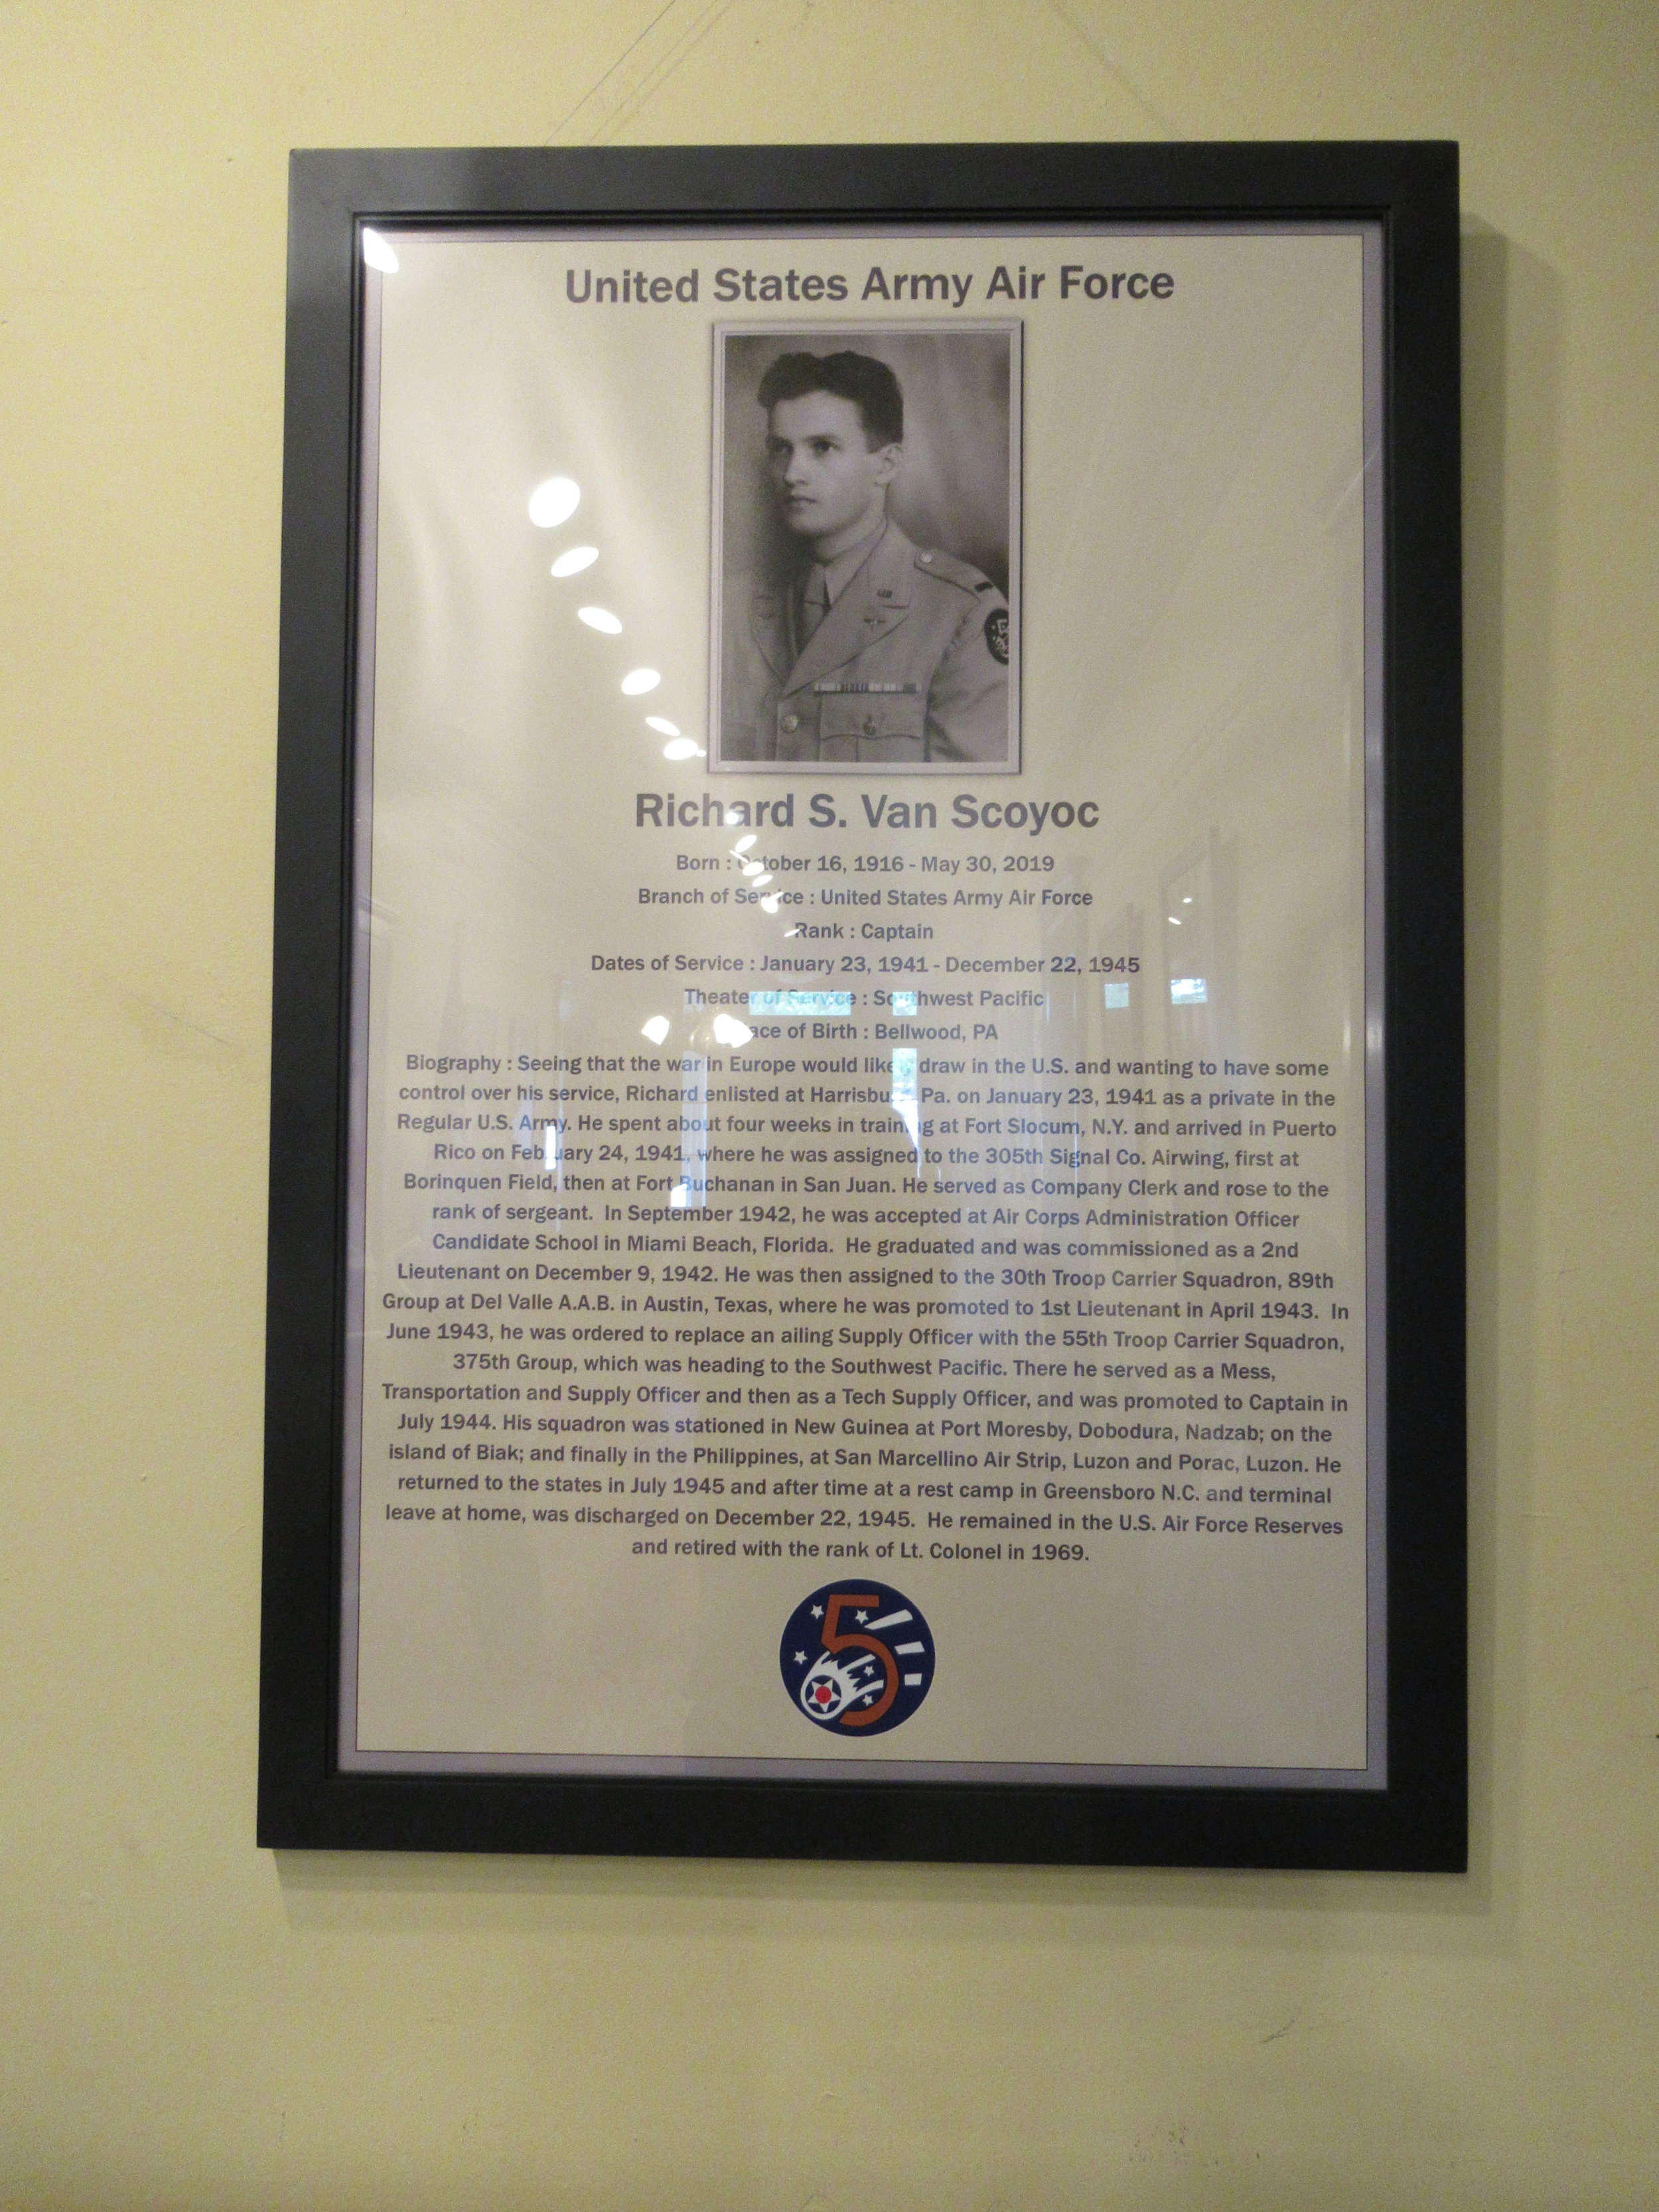 United States Army Air Force
Richard S. Van Scoyoc
Born : October 16, 1916 - May 30, 2019
Branch of Service : United States Army Air Force
Rank : Captain
Dates of Service : January 23, 1941 - December 22, 1945
Theater of Service : Southwest Pacific
Place of Birth : Bellwood, PA
Biography : Seeing that the war in Europe would likely draw in the U.S. and wanting to have some
control over his service, Richard enlisted at Harrisburg, Pa. on January 23, 1941 as a private in the
Regular U.S. Army. He spent about four weeks in training at Fort Slocum, N.Y. and arrived in Puerto
Rico on February 24, 1941, where he was assigned to the 305th Signal Co. Airwing, first at
Borinquen Field, then at Fort Buchanan in San Juan. He served as Company Clerk and rose to the
rank of sergeant. In September 1942, he was accepted at Air Corps Administration Officer
Candidate School in Miami Beach, Florida. He graduated and was commissioned as a 2nd
Lieutenant on December 9, 1942. He was then assigned to the 30th Troop Carrier Squadron, 89th
Group at Del Valle A.A.B. in Austin, Texas, where he was promoted to 1st Lieutenant in April 1943. In
June 1943, he was ordered to replace an ailing Supply Officer with the 55th Troop Carrier Squadron,
375th Group, which was heading to the Southwest Pacific. There he served as a Mess,
Transportation and Supply Officer and then as a Tech Supply Officer, and was promoted to Captain in
July 1944. His squadron was stationed in New Guinea at Port Moresby, Dobodura, Nadzab; on the
island of Biak; and finally in the Philippines, at San Marcellino Air Strip, Luzon and Porac, Luzon. He
returned to the states in July 1945 and after time at a rest camp in Greensboro N.C. and terminal
leave at home, was discharged on December 22, 1945. He remained in the U.S. Air Force Reserves
and retired with the rank of Lt. Colonel in 1969.
5